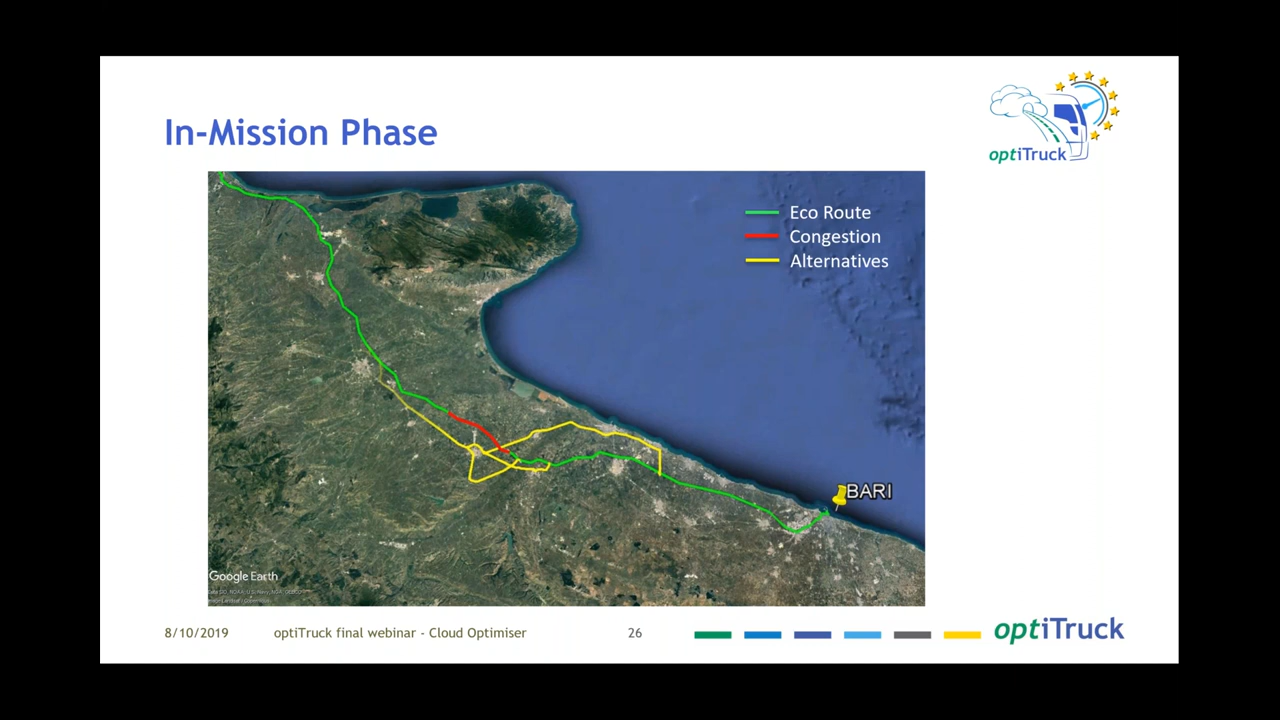 optiTruck
In-Mission Phase
Eco Route
Congestion
Alternatives
BARI
Google Earth
8/10/2019
optiTruck final webinar - Cloud Optimiser
26
optiTruck